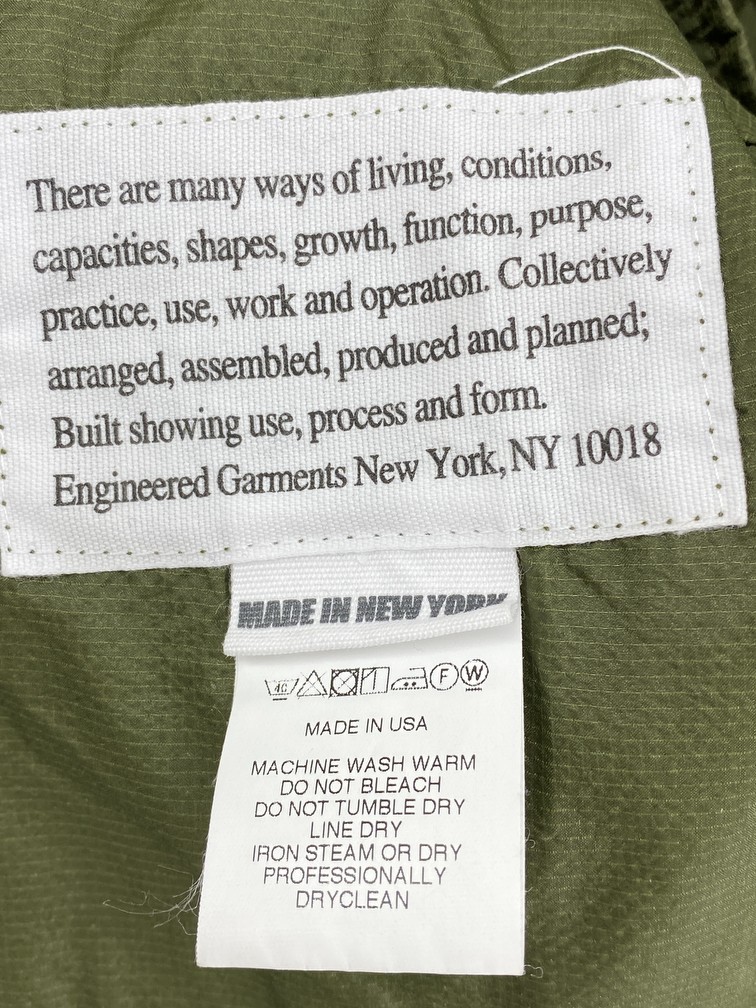 There are many ways of living, conditions,
capacities, shapes, growth, function, purpose,
practice, use, work and operation. Collectively
arranged, assembled, produced and planned;
Built showing use, process and form.
Engineered Garments New York, NY 10018
MADE IN NEW YORK
40 F W
MADE IN USA
MACHINE WASH WARM
DO NOT BLEACH
DO NOT TUMBLE DRY
LINE DRY
IRON STEAM OR DRY
PROFESSIONALLY
DRYCLEAN